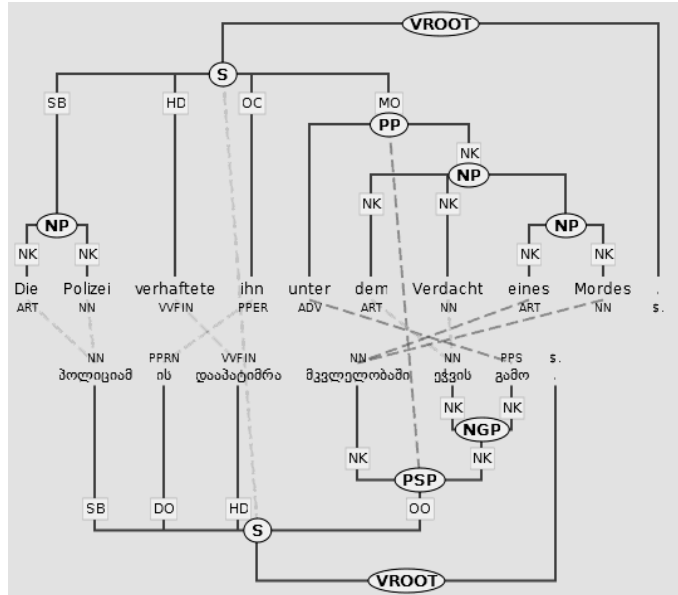 VROOT
S
SB HD OC MO
PP
NK
NP
NK NK
NP NP
NK NK NK NK
Die Polizei verhaftete ihn unter dem Verdacht eines Mordes .
ART NN VVFIN PPER ADV ART NN ART NN $.
NN PPRN VVFIN NN NN PPS $.
პოლიციამ ის დააპატიმრა მკვლელობაში ეჭვის გამო .
NK NK
NGP
NK NK
PSP
SB DO HD OO
S
VROOT